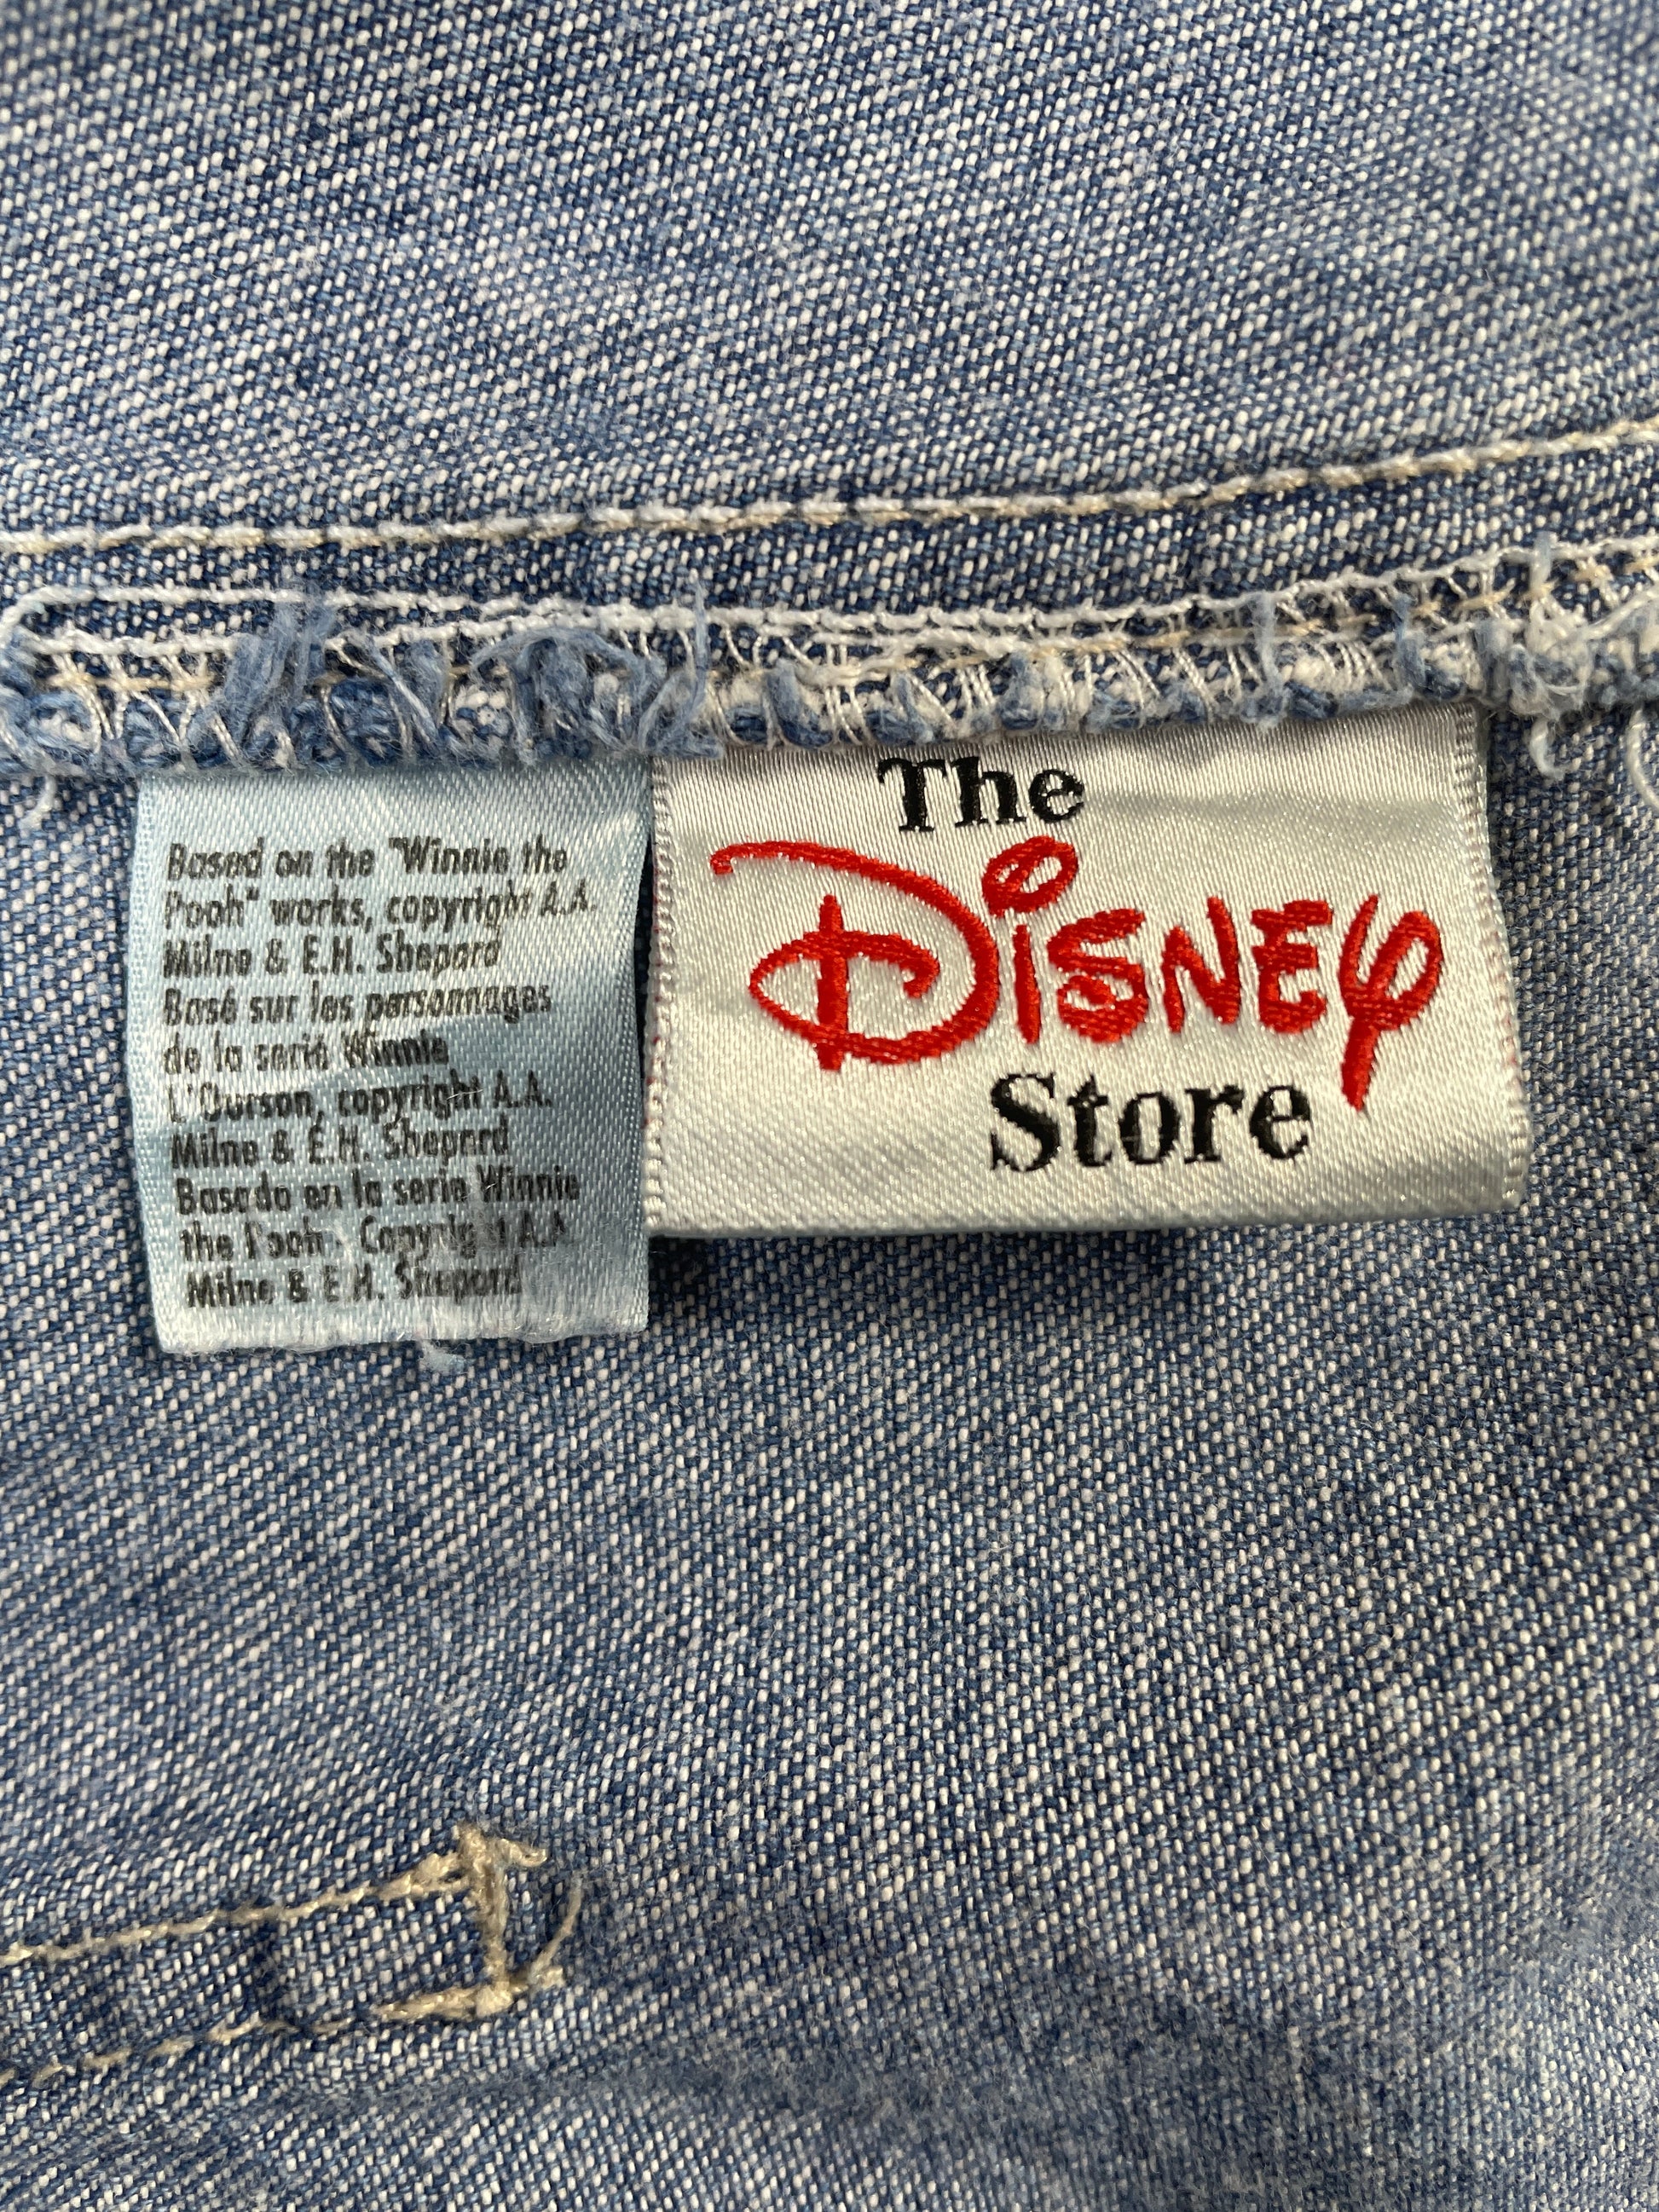 Based on the "Winnie the
Pooh" works, copyright A.A.
Milne & E.H. Shepard
Basé sur les personnages
de la serie Winnie
L'Ourson, copyright A.A.
Milne & E.H. Shepard
Basado en la serie Winnie
the Pooh, Copyright A.A.
Milne & E.H. Shepard
The
Disney
Store